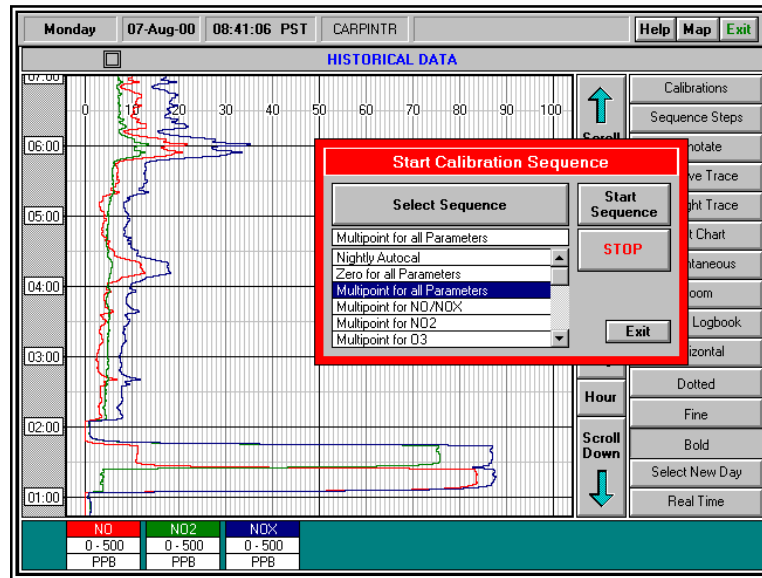 Monday 07-Aug-00 08:41:06 PST CARPINTR Help Map Exit
HISTORICAL DATA
07:00
0 10 20 30 40 50 60 70 80 90 100
06:00
05:00
04:00
03:00
02:00
01:00
Start Calibration Sequence
Select Sequence
Start
Sequence
Multipoint for all Parameters
STOP
Nightly Autocal
Zero for all Parameters
Multipoint for all Parameters
Multipoint for NO/NOX
Multipoint for NO2
Multipoint for O3
Exit
Scroll
Hour
Scroll
Down
Calibrations
Sequence Steps
notate
ve Trace
ght Trace
t Chart
ntaneous
oom
Logbook
izontal
Dotted
Fine
Bold
Select New Day
Real Time
NO NO2 NOX
0 - 500 0 - 500 0 - 500
PPB PPB PPB